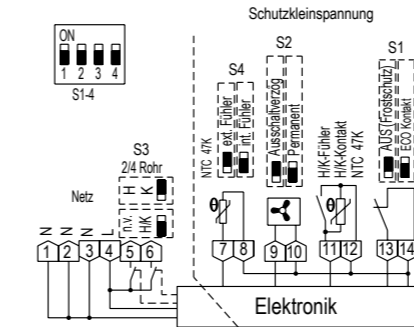 Schutzkleinspannung
ON
1 2 3 4
S1-4
S3
2/4 Rohr
H K
n.v. H/K
Netz
N N N L
S4
NTC 47K
ext. Fühler
int. Fühler
S2
Ausschaltverzog
Permanent
H/K-Fühler
H/K-Kontakt
NTC 47K
S1
AUS(Frostschutz)
ECO Kontakt
θ
θ
1 2 3 4 5 6
7 8 9 10 11 12 13 14
Elektronik